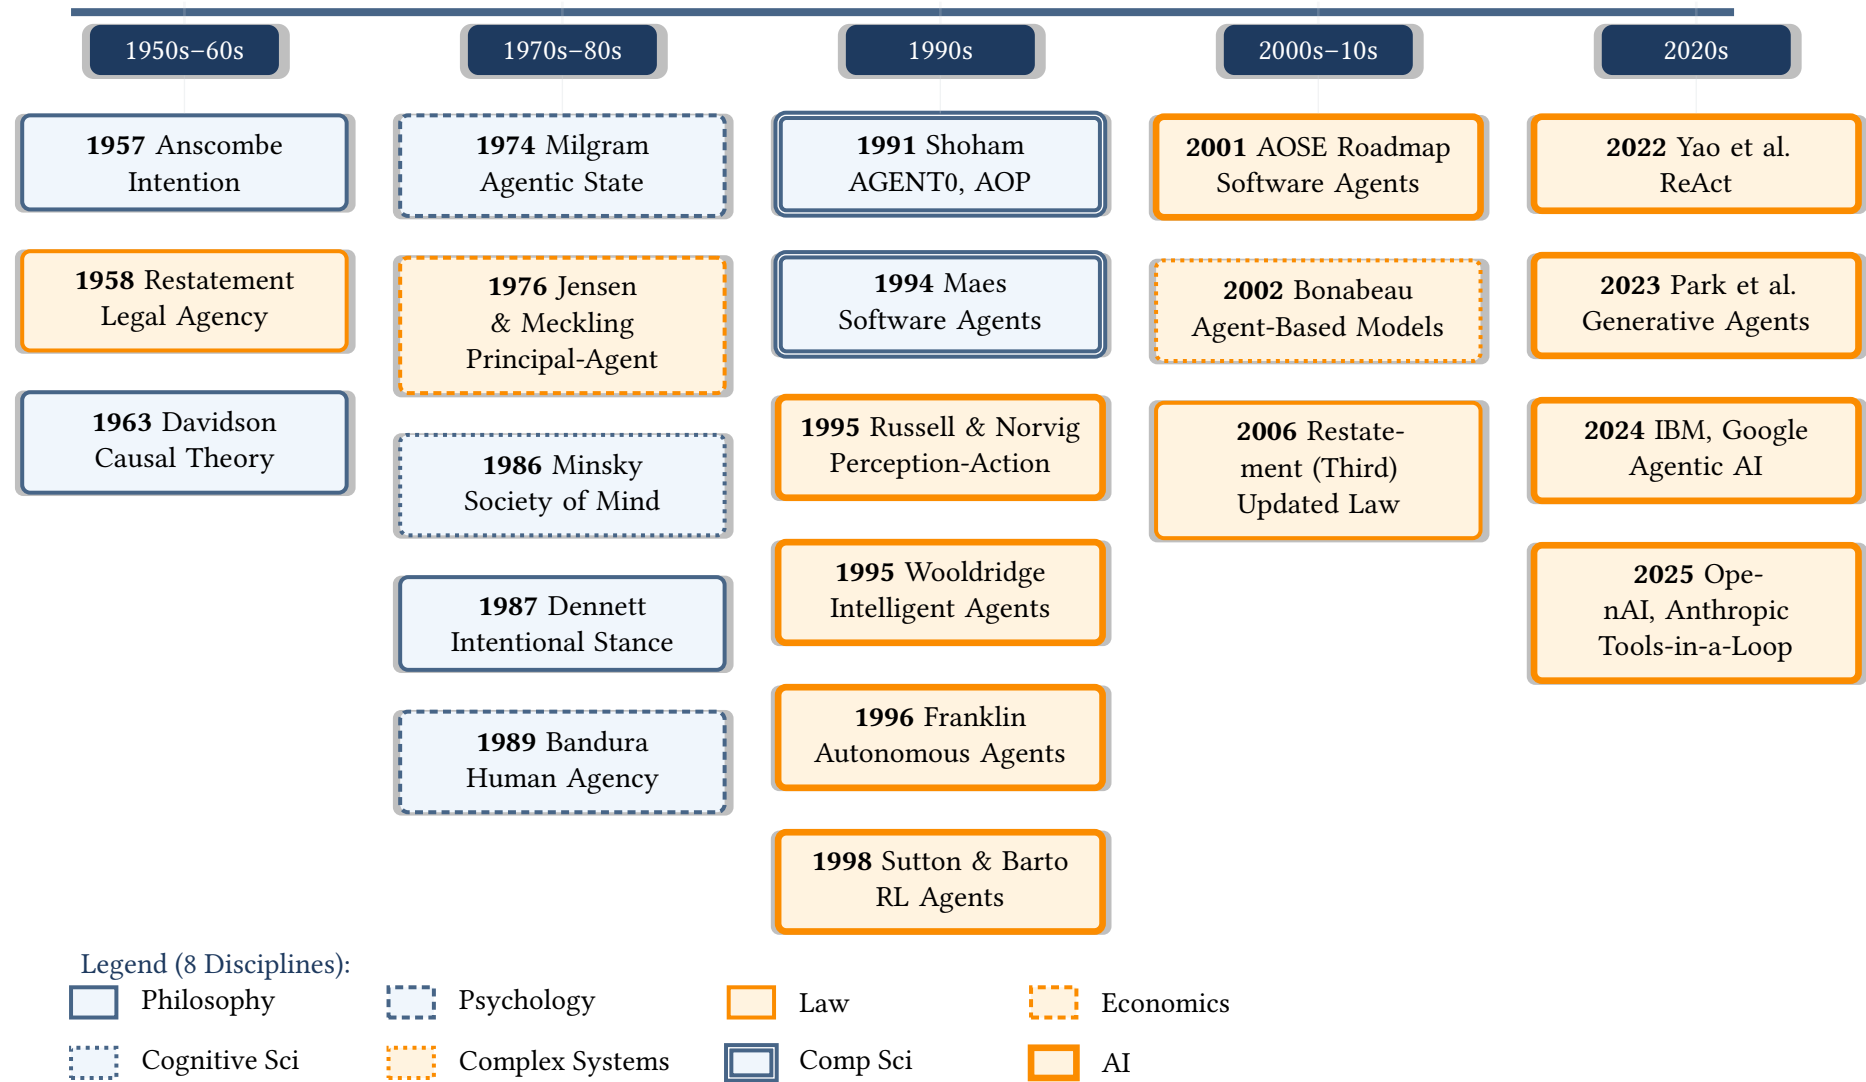 1950s–60s
1970s–80s
1990s
2000s–10s
2020s
1957 Anscombe
Intention
1958 Restatement
Legal Agency
1963 Davidson
Causal Theory
1974 Milgram
Agentic State
1976 Jensen
& Meckling
Principal-Agent
1986 Minsky
Society of Mind
1987 Dennett
Intentional Stance
1989 Bandura
Human Agency
1991 Shoham
AGENT0, AOP
1994 Maes
Software Agents
1995 Russell & Norvig
Perception-Action
1995 Wooldridge
Intelligent Agents
1996 Franklin
Autonomous Agents
1998 Sutton & Barto
RL Agents
2001 AOSE Roadmap
Software Agents
2002 Bonabeau
Agent-Based Models
2006 Restate-
ment (Third)
Updated Law
2022 Yao et al.
ReAct
2023 Park et al.
Generative Agents
2024 IBM, Google
Agentic AI
2025 Ope-
nAI, Anthropic
Tools-in-a-Loop
Legend (8 Disciplines):
Philosophy
Psychology
Law
Economics
Cognitive Sci
Complex Systems
Comp Sci
AI